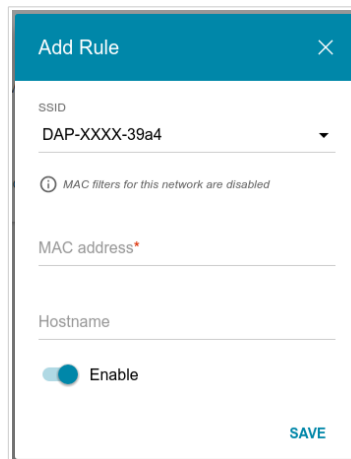 Add Rule
SSID
DAP-XXXX-39a4
MAC filters for this network are disabled
MAC address*
Hostname
Enable
SAVE